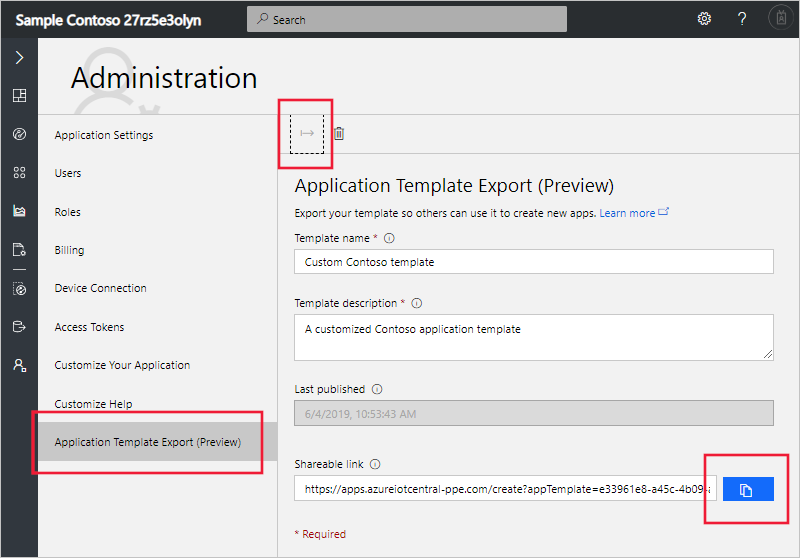 Sample Contoso 27rz5e3olyn
Search
?
Administration
Application Settings
Users
Roles
Billing
Device Connection
Access Tokens
Customize Your Application
Customize Help
Application Template Export (Preview)
Application Template Export (Preview)
Export your template so others can use it to create new apps. Learn more
Template name *
Custom Contoso template
Template description *
A customized Contoso application template
Last published
6/4/2019, 10:53:43 AM
Shareable link
https://apps.azureiotcentral-ppe.com/create?appTemplate=e33961e8-a45c-4b09-a
* Required